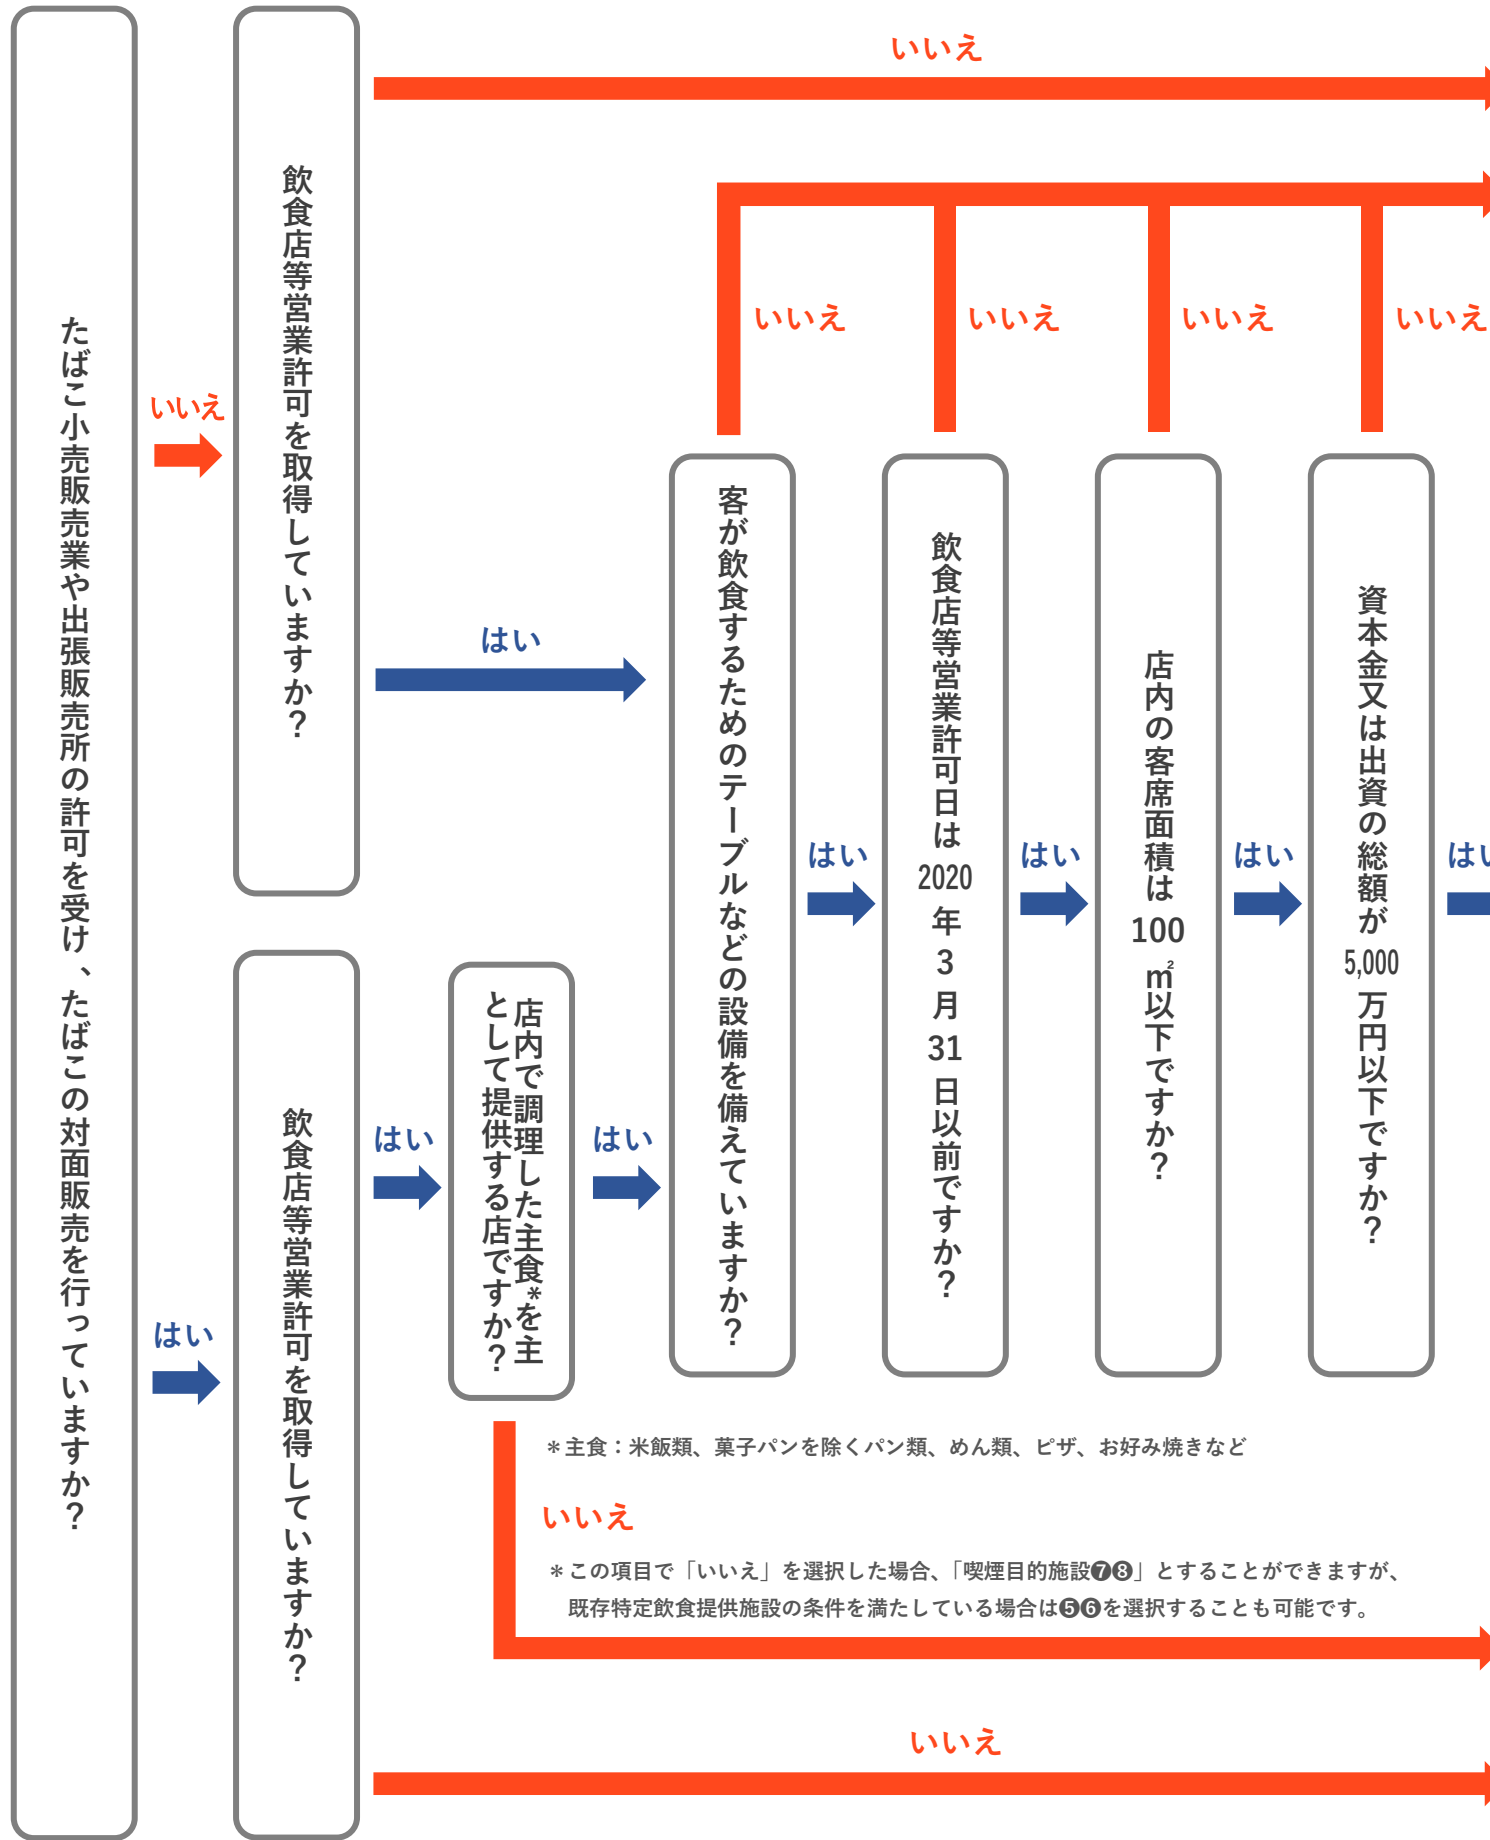 たばこ小売販売業や出張販売所の許可を受け、たばこの対面販売を行っていますか？
いいえ
はい
飲食店等営業許可を取得していますか？
いいえ
はい
飲食店等営業許可を取得していますか？
はい
いいえ
店内で調理した主食*を主
として提供する店ですか？
はい
いいえ
＊主食：米飯類、菓子パンを除くパン類、めん類、ピザ、お好み焼きなど
＊この項目で「いいえ」を選択した場合、「喫煙目的施設❼❽」とすることができますが、
既存特定飲食提供施設の条件を満たしている場合は❺❻を選択することも可能です。
客が飲食するためのテーブルなどの設備を備えていますか？
いいえ
はい
飲食店等営業許可日は2020年3月31日以前ですか？
いいえ
はい
店内の客席面積は100㎡以下ですか？
いいえ
はい
資本金又は出資の総額が5,000万円以下ですか？
いいえ
はい